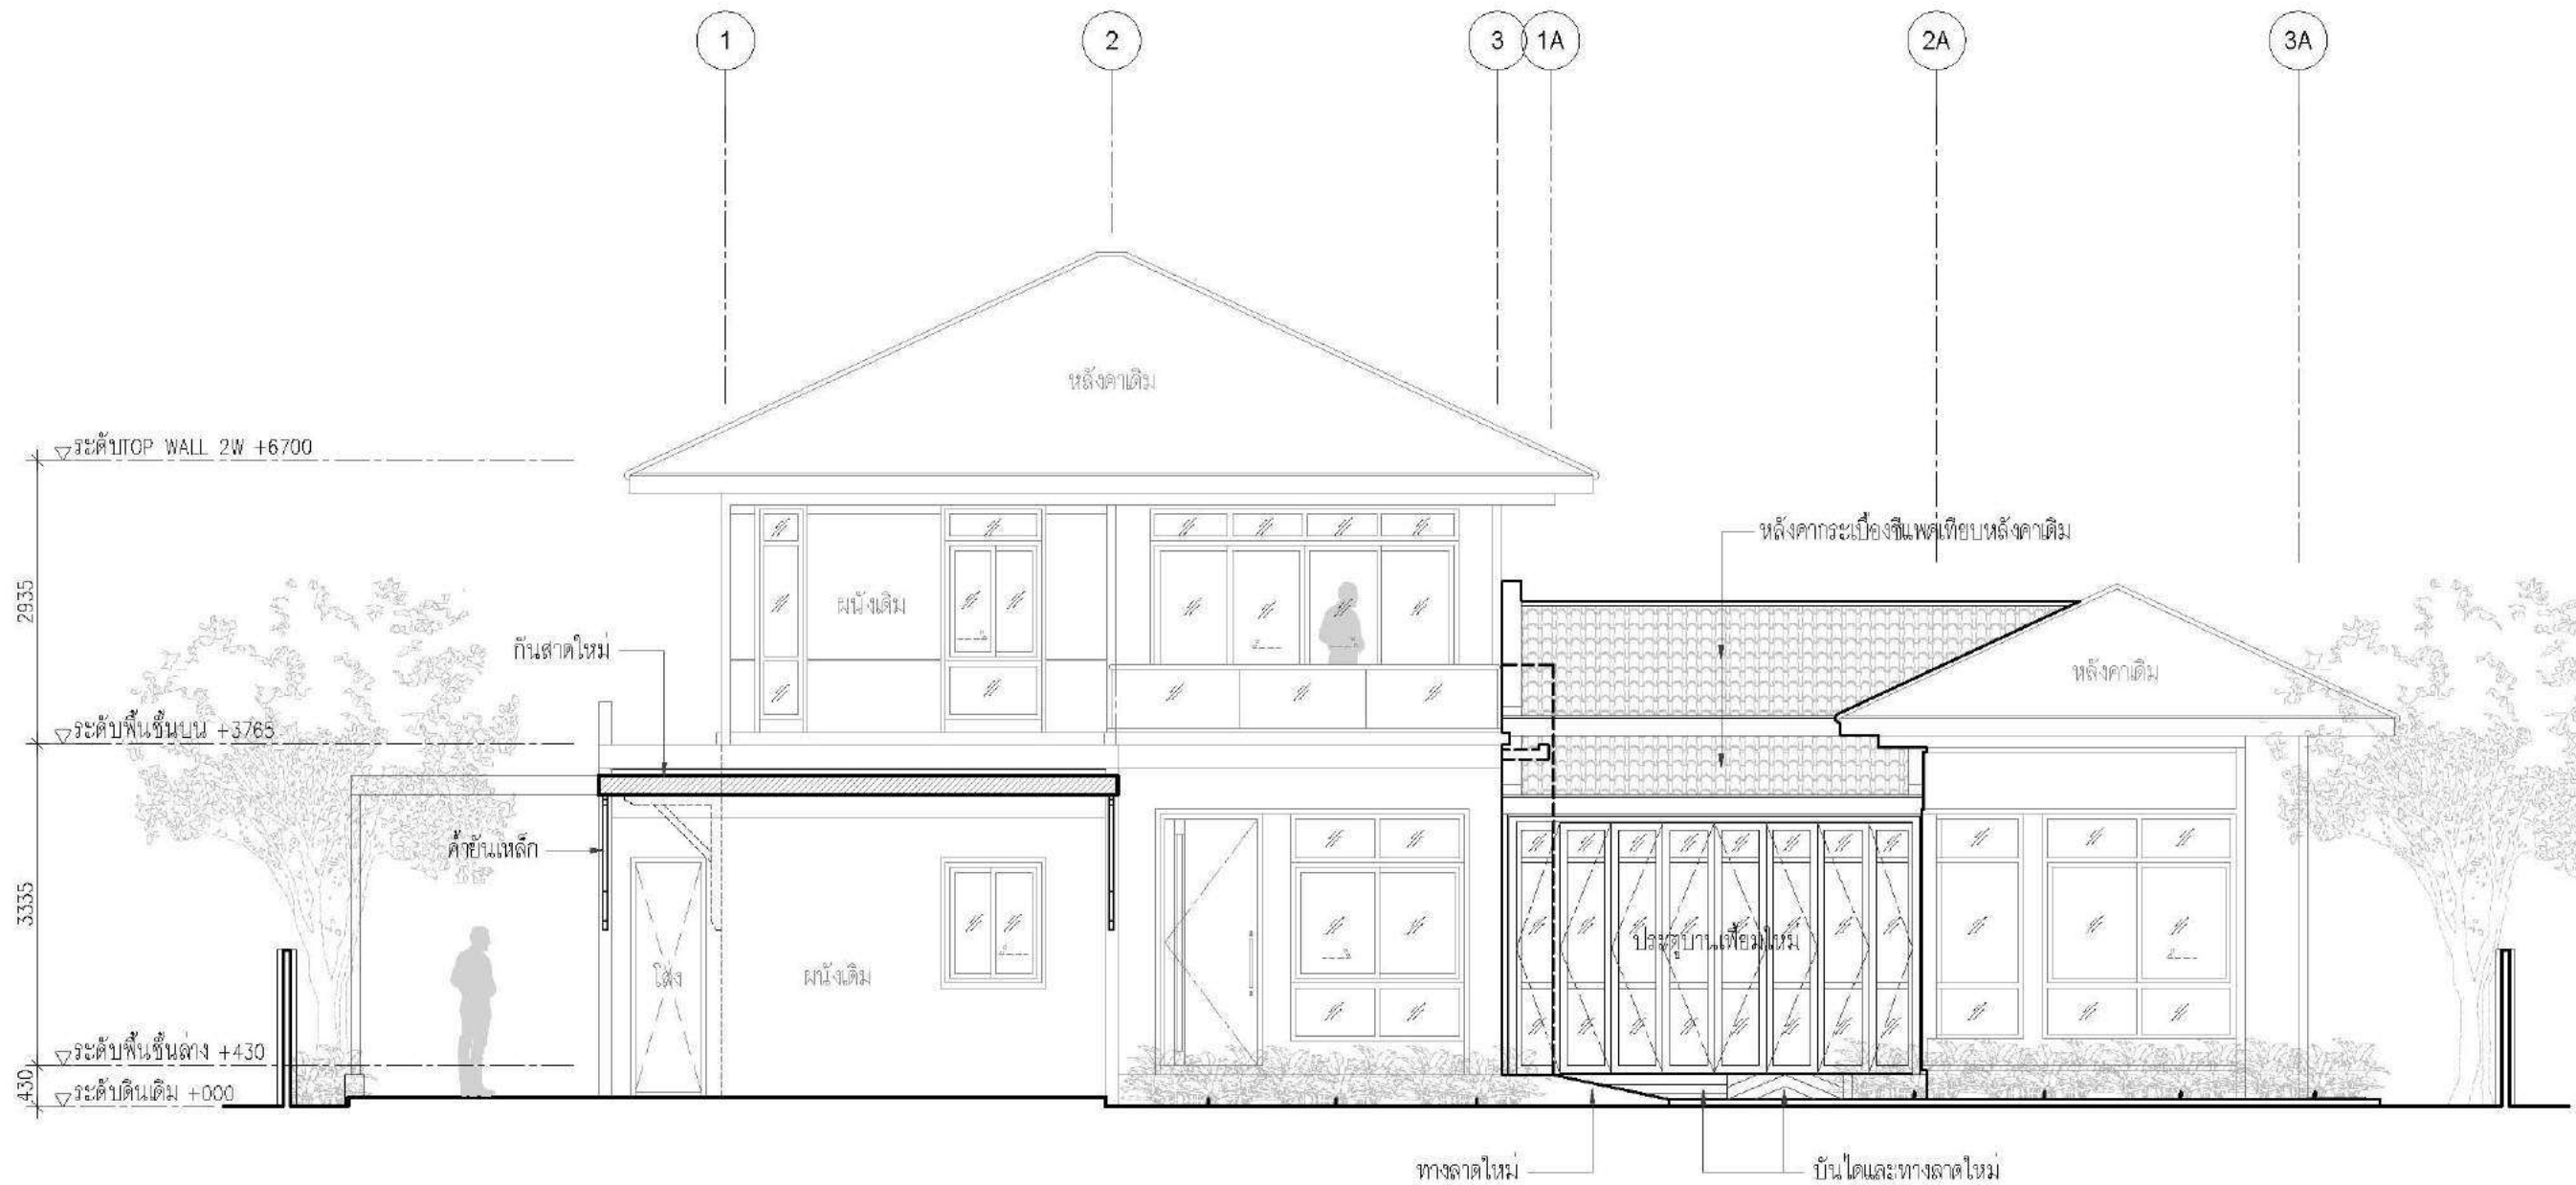 1 2 3 1A 2A 3A
หลังคาเดิม
ระดับTOP WALL 2W +6700
หลังคากระเบื้องซีแพคเทียบหลังคาเดิม
2935
ผนังเดิม
กันสาดใหม่
หลังคาเดิม
ระดับพื้นชั้นบน +3765
ค้ำยันเหล็ก
3335
ประตูบานเฟี้ยมใหม่
โล่ง
ผนังเดิม
ระดับพื้นชั้นล่าง +430
430
ระดับดินเดิม +000
ทางลาดใหม่
บันไดและทางลาดใหม่